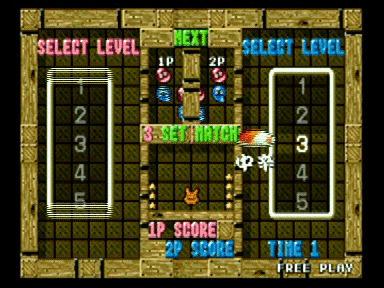 NEXT
SELECT LEVEL
SELECT LEVEL
1P 2P
1
2
3
4
5
1
2
3
4
5
3 SET MATCH
中辛
1P SCORE
2P SCORE
TIME 1
FREE PLAY